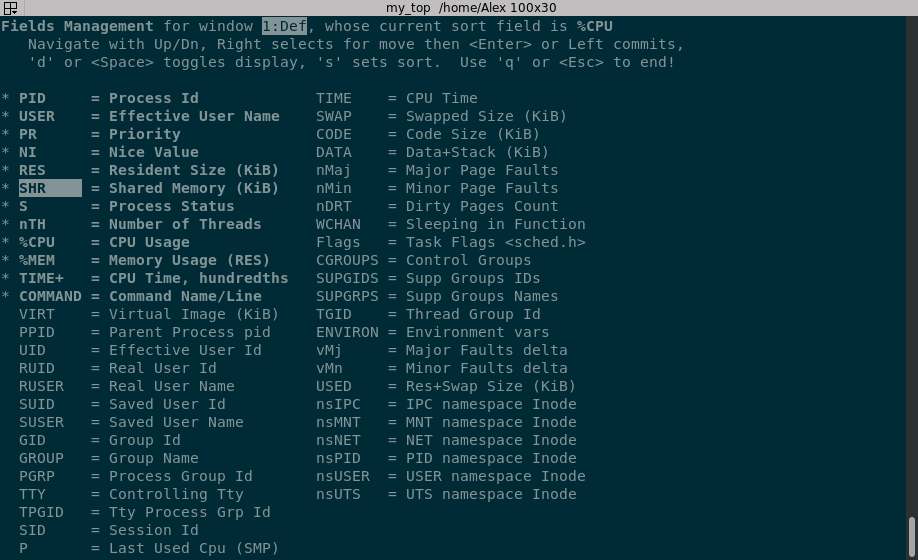 my_top /home/Alex 100x30
Fields Management for window 1:Def, whose current sort field is %CPU
   Navigate with Up/Dn, Right selects for move then <Enter> or Left commits,
   'd' or <Space> toggles display, 's' sets sort.  Use 'q' or <Esc> to end!
* PID     = Process Id             TIME    = CPU Time
* USER    = Effective User Name    SWAP    = Swapped Size (KiB)
* PR      = Priority               CODE    = Code Size (KiB)
* NI      = Nice Value             DATA    = Data+Stack (KiB)
* RES     = Resident Size (KiB)    nMaj    = Major Page Faults
* SHR     = Shared Memory (KiB)    nMin    = Minor Page Faults
* S       = Process Status         nDRT    = Dirty Pages Count
* nTH     = Number of Threads      WCHAN   = Sleeping in Function
* %CPU    = CPU Usage              Flags   = Task Flags <sched.h>
* %MEM    = Memory Usage (RES)     CGROUPS = Control Groups
* TIME+   = CPU Time, hundredths   SUPGIDS = Supp Groups IDs
* COMMAND = Command Name/Line      SUPGRPS = Supp Groups Names
  VIRT    = Virtual Image (KiB)    TGID    = Thread Group Id
  PPID    = Parent Process pid     ENVIRON = Environment vars
  UID     = Effective User Id      vMj     = Major Faults delta
  RUID    = Real User Id           vMn     = Minor Faults delta
  RUSER   = Real User Name         USED    = Res+Swap Size (KiB)
  SUID    = Saved User Id          nsIPC   = IPC namespace Inode
  SUSER   = Saved User Name        nsMNT   = MNT namespace Inode
  GID     = Group Id               nsNET   = NET namespace Inode
  GROUP   = Group Name             nsPID   = PID namespace Inode
  PGRP    = Process Group Id       nsUSER  = USER namespace Inode
  TTY     = Controlling Tty        nsUTS   = UTS namespace Inode
  TPGID   = Tty Process Grp Id
  SID     = Session Id
  P       = Last Used Cpu (SMP)